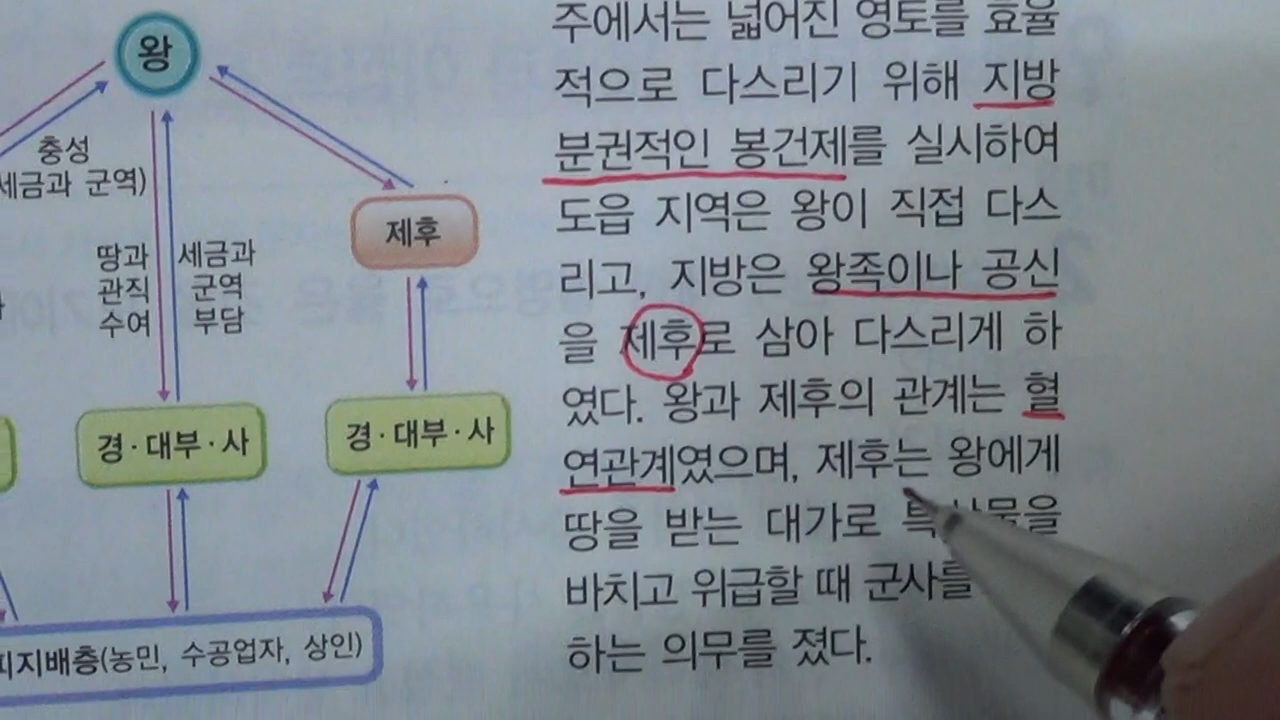 왕
충성
세금과 군역)
땅과
관직
수여
세금과
군역
부담
제후
경·대부·사
경·대부·사
피지배층(농민, 수공업자, 상인)
주에서는 넓어진 영토를 효율
적으로 다스리기 위해 지방
분권적인 봉건제를 실시하여
도읍 지역은 왕이 직접 다스
리고, 지방은 왕족이나 공신
을 제후로 삼아 다스리게 하
였다. 왕과 제후의 관계는 혈
연관계였으며, 제후는 왕에게
땅을 받는 대가로 특산물을
바치고 위급할 때 군사를
하는 의무를 졌다.